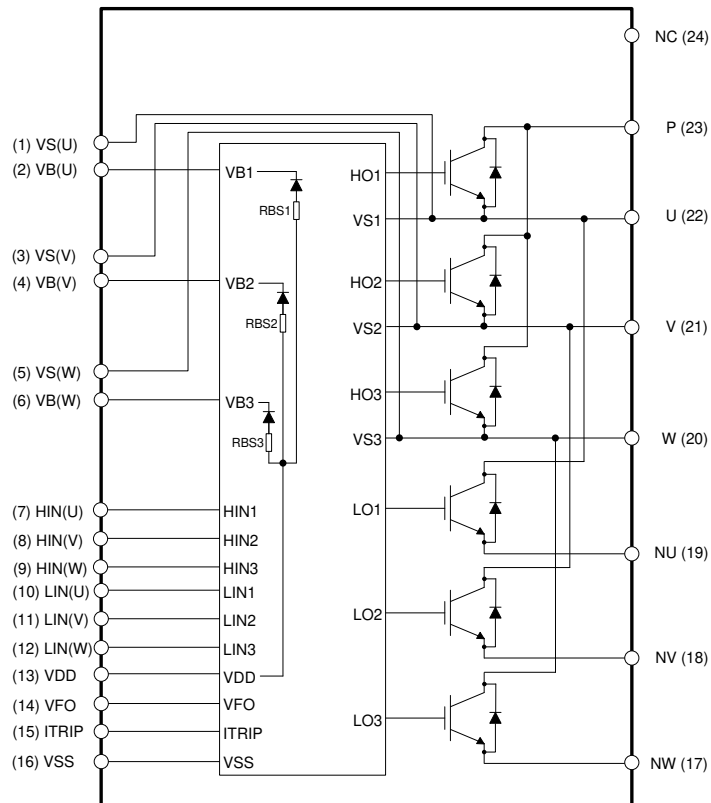 NC (24)
(1) VS(U)
(2) VB(U)
(3) VS(V)
(4) VB(V)
(5) VS(W)
(6) VB(W)
(7) HIN(U)
(8) HIN(V)
(9) HIN(W)
(10) LIN(U)
(11) LIN(V)
(12) LIN(W)
(13) VDD
(14) VFO
(15) ITRIP
(16) VSS
VB1
RBS1
VB2
RBS2
VB3
RBS3
HIN1
HIN2
HIN3
LIN1
LIN2
LIN3
VDD
VFO
ITRIP
VSS
HO1
VS1
HO2
VS2
HO3
VS3
LO1
LO2
LO3
P (23)
U (22)
V (21)
W (20)
NU (19)
NV (18)
NW (17)